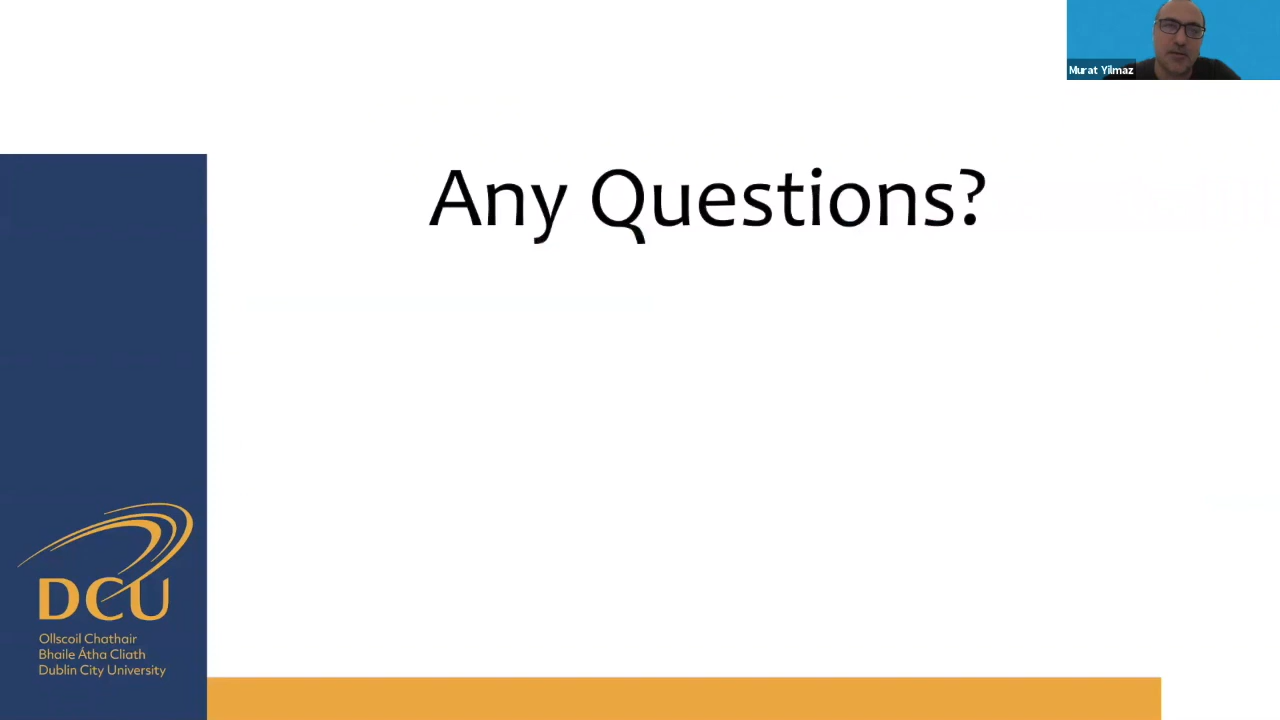 Murat Yilmaz
Any Questions?
DCU
Ollscoil Chathair
Bhaile Átha Cliath
Dublin City University